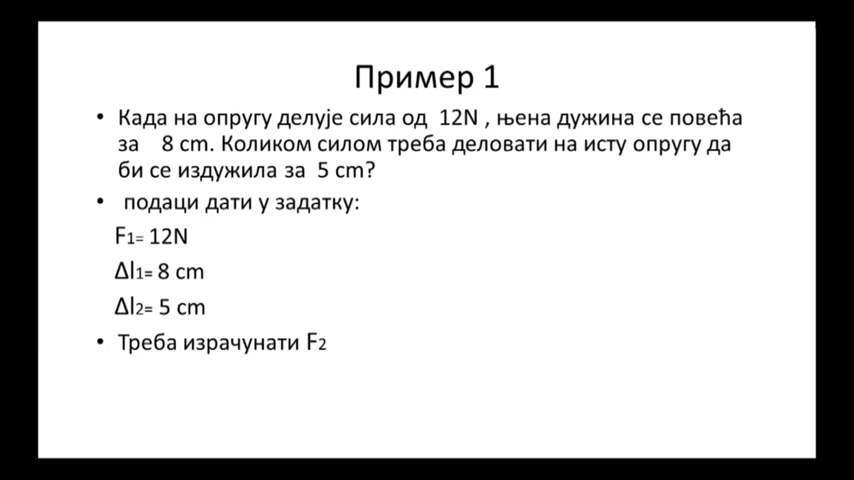 Пример 1
• Када на опругу делује сила од 12N , њена дужина се повећа
за 8 cm. Коликом силом треба деловати на исту опругу да
би се издужила за 5 cm?
• подаци дати у задатку:
F1= 12N
Δl1= 8 cm
Δl2= 5 cm
• Треба израчунати F2